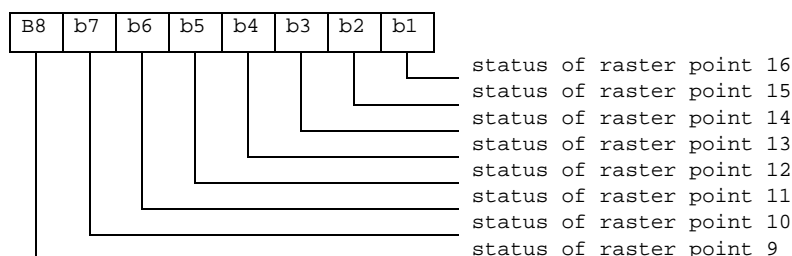 B8 b7 b6 b5 b4 b3 b2 b1
status of raster point 16
status of raster point 15
status of raster point 14
status of raster point 13
status of raster point 12
status of raster point 11
status of raster point 10
status of raster point 9